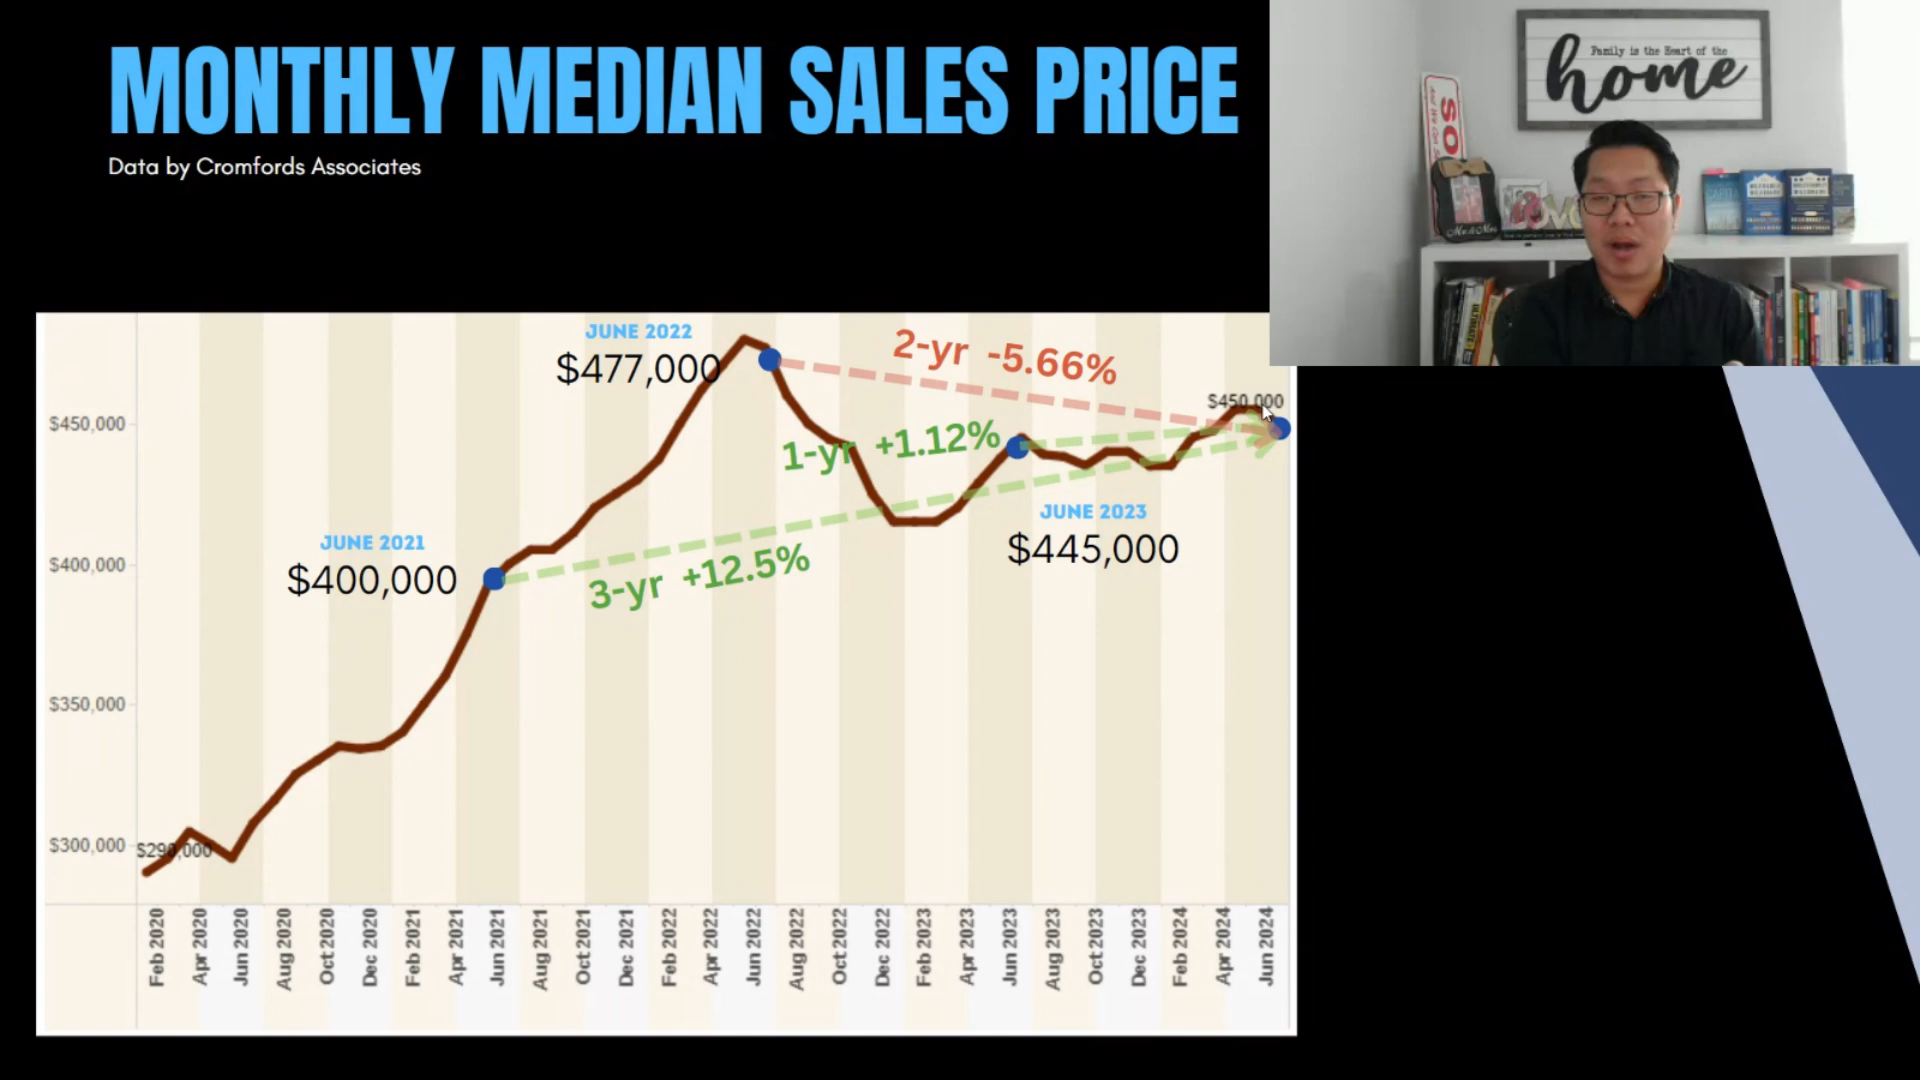 MONTHLY MEDIAN SALES PRICE
Data by Cromfords Associates
Family is the Heart of the
home
SO
Mr & Mrs
JUNE 2022
$477,000
2-yr -5.66%
$450,000
$450,000
1-yr +1.12%
JUNE 2023
$445,000
JUNE 2021
$400,000
$400,000
3-yr +12.5%
$350,000
$300,000
$290,000
Feb 2020
Apr 2020
Jun 2020
Aug 2020
Oct 2020
Dec 2020
Feb 2021
Apr 2021
Jun 2021
Aug 2021
Oct 2021
Dec 2021
Feb 2022
Apr 2022
Jun 2022
Aug 2022
Oct 2022
Dec 2022
Feb 2023
Apr 2023
Jun 2023
Aug 2023
Oct 2023
Dec 2023
Feb 2024
Apr 2024
Jun 2024